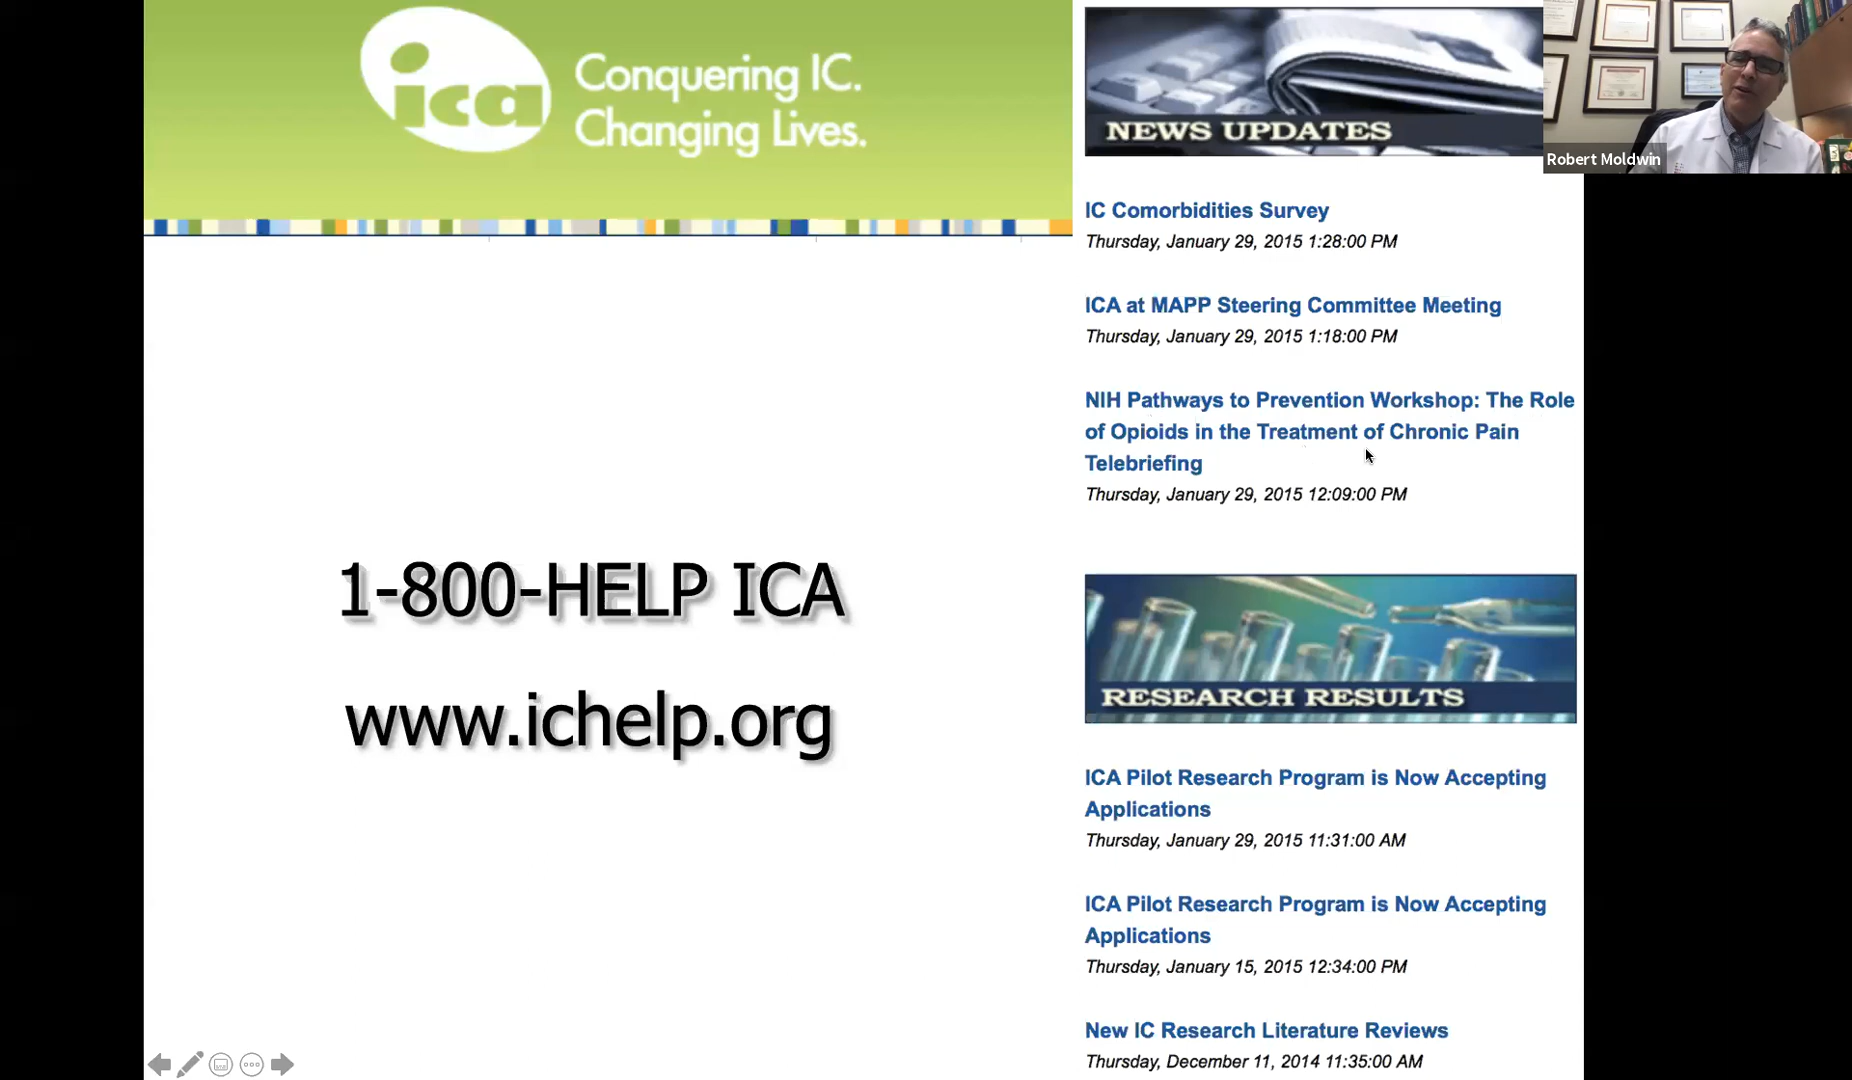 ica
Conquering IC.
Changing Lives.
1-800-HELP ICA
www.ichelp.org
NEWS UPDATES
IC Comorbidities Survey
Thursday, January 29, 2015 1:28:00 PM
ICA at MAPP Steering Committee Meeting
Thursday, January 29, 2015 1:18:00 PM
NIH Pathways to Prevention Workshop: The Role
of Opioids in the Treatment of Chronic Pain
Telebriefing
Thursday, January 29, 2015 12:09:00 PM
RESEARCH RESULTS
ICA Pilot Research Program is Now Accepting
Applications
Thursday, January 29, 2015 11:31:00 AM
ICA Pilot Research Program is Now Accepting
Applications
Thursday, January 15, 2015 12:34:00 PM
New IC Research Literature Reviews
Thursday, December 11, 2014 11:35:00 AM
Robert Moldwin